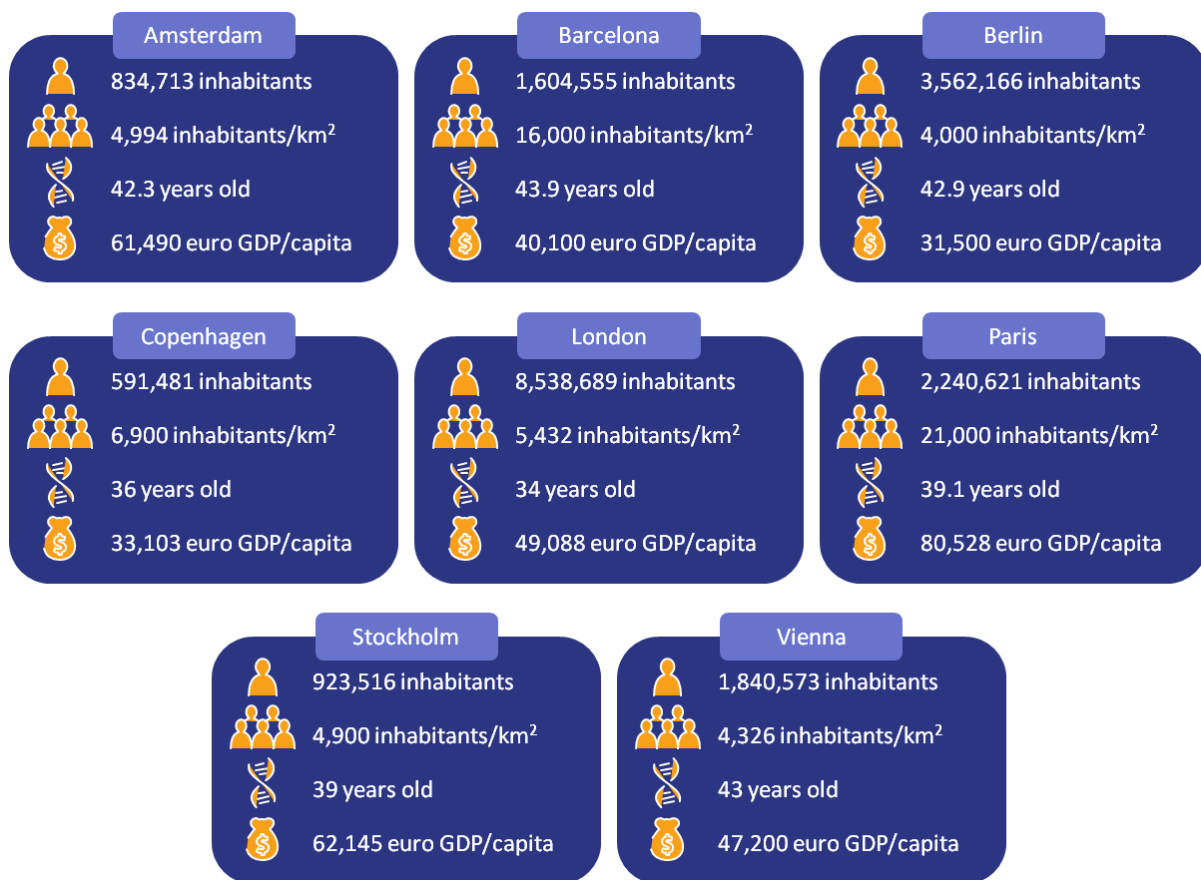 Amsterdam
834,713 inhabitants
4,994 inhabitants/km²
42.3 years old
61,490 euro GDP/capita
Barcelona
1,604,555 inhabitants
16,000 inhabitants/km²
43.9 years old
40,100 euro GDP/capita
Berlin
3,562,166 inhabitants
4,000 inhabitants/km²
42.9 years old
31,500 euro GDP/capita
Copenhagen
591,481 inhabitants
6,900 inhabitants/km²
36 years old
33,103 euro GDP/capita
London
8,538,689 inhabitants
5,432 inhabitants/km²
34 years old
49,088 euro GDP/capita
Paris
2,240,621 inhabitants
21,000 inhabitants/km²
39.1 years old
80,528 euro GDP/capita
Stockholm
923,516 inhabitants
4,900 inhabitants/km²
39 years old
62,145 euro GDP/capita
Vienna
1,840,573 inhabitants
4,326 inhabitants/km²
43 years old
47,200 euro GDP/capita